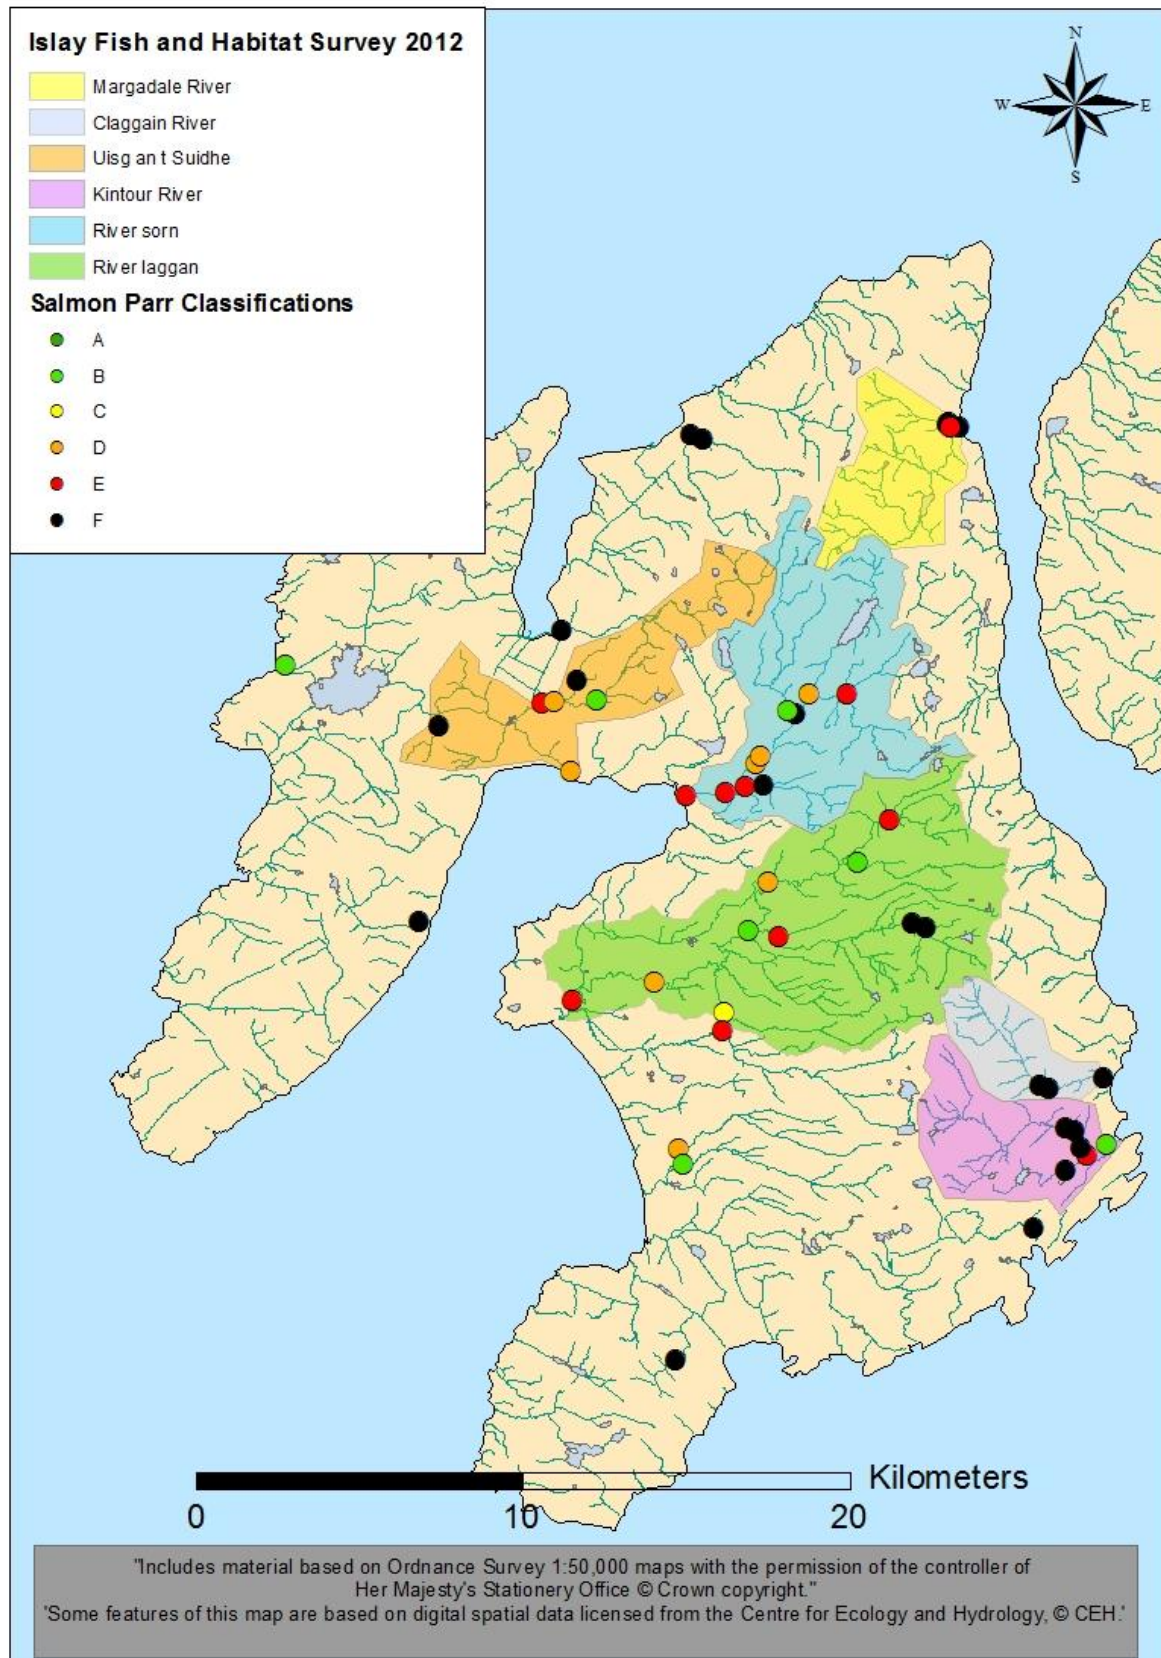 Islay Fish and Habitat Survey 2012
Margadale River
Claggain River
Uisg an t Suidhe
Kintour River
River sorn
River laggan
Salmon Parr Classifications
A
B
C
D
E
F
N
W E
S
Kilometers
0 10 20
"Includes material based on Ordnance Survey 1:50,000 maps with the permission of the controller of
Her Majesty's Stationery Office © Crown copyright."
'Some features of this map are based on digital spatial data licensed from the Centre for Ecology and Hydrology, © CEH.'